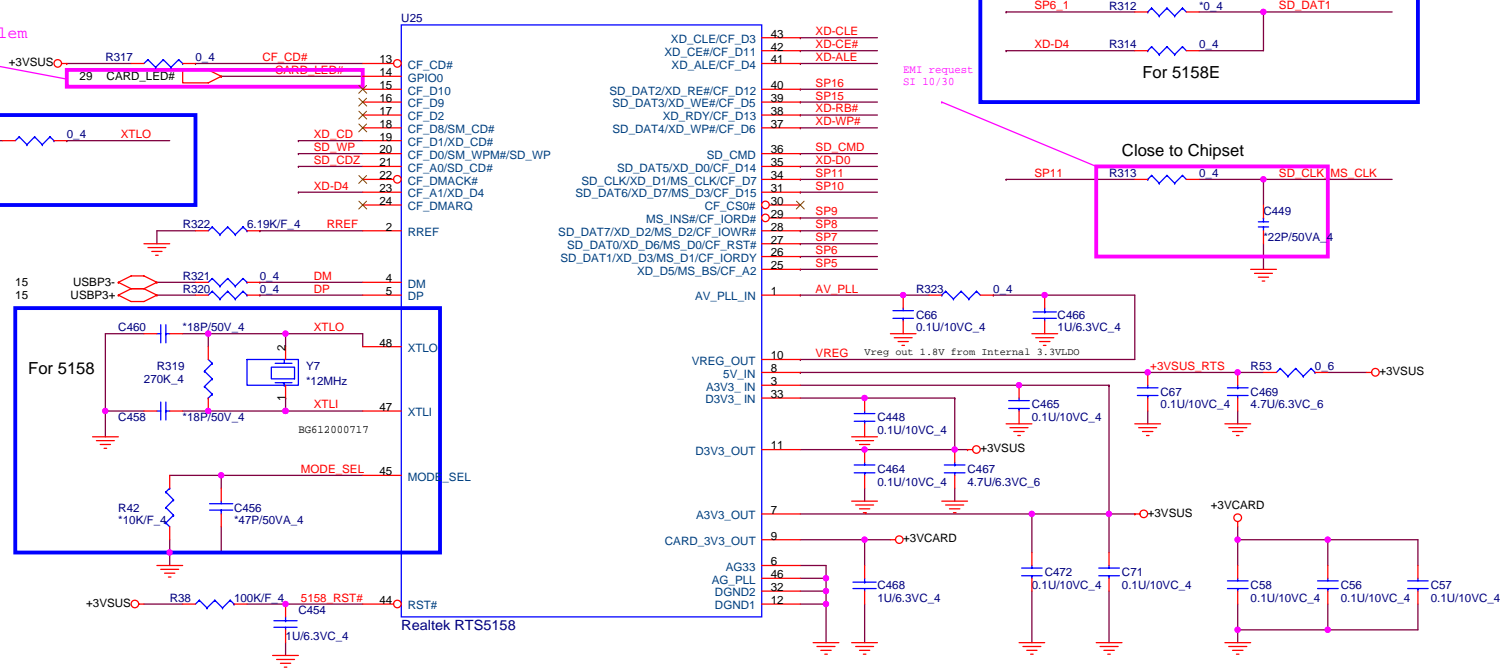 lem
+3VSUS
R317
0_4
CF_CD#
29
CARD_LED#
CARD_LED#
0_4
XTLO
XD_CD
SD_WP
SD_CDZ
XD-D4
R322
6.19K/F_4
RREF
15
USBP3-
R321
0_4
DM
15
USBP3+
R320
0_4
DP
For 5158
C460
*18P/50V_4
XTLO
R319
270K_4
2
Y7
*12MHz
1
C458
*18P/50V_4
XTLI
BG612000717
MODE_SEL
R42
*10K/F_4
C456
*47P/50VA_4
+3VSUS
R38
100K/F_4
5158_RST#
C454
1U/6.3VC_4
U25
13 CF_CD#
14 GPIO0
15 CF_D10
16 CF_D9
17 CF_D2
18 CF_D8/SM_CD#
19 CF_D1/XD_CD#
20 CF_D0/SM_WPM#/SD_WP
21 CF_A0/SD_CD#
22 CF_DMACK#
23 CF_A1/XD_D4
24 CF_DMARQ
2 RREF
4 DM
5 DP
48 XTLO
47 XTLI
45 MODE_SEL
44 RST#
Realtek RTS5158
XD_CLE/CF_D3 43 XD-CLE
XD_CE#/CF_D11 42 XD-CE#
XD_ALE/CF_D4 41 XD-ALE
SD_DAT2/XD_RE#/CF_D12 40 SP16
SD_DAT3/XD_WE#/CF_D5 39 SP15
XD_RDY/CF_D13 38 XD-RB#
SD_DAT4/XD_WP#/CF_D6 37 XD-WP#
SD_CMD 36 SD_CMD
SD_DAT5/XD_D0/CF_D14 35 XD-D0
SD_CLK/XD_D1/MS_CLK/CF_D7 34 SP11
SD_DAT6/XD_D7/MS_D3/CF_D15 31 SP10
CF_CS0# 30
MS_INS#/CF_IORD# 29 SP9
SD_DAT7/XD_D2/MS_D2/CF_IOWR# 28 SP8
SD_DAT0/XD_D6/MS_D0/CF_RST# 27 SP7
SD_DAT1/XD_D3/MS_D1/CF_IORDY 26 SP6
XD_D5/MS_BS/CF_A2 25 SP5
AV_PLL_IN 1 AV_PLL
VREG_OUT 10 VREG
5V_IN 8
A3V3_IN 3
D3V3_ IN 33
D3V3_OUT 11
A3V3_OUT 7
CARD_3V3_OUT 9
AG33 6
AG_PLL 46
DGND2 32
DGND1 12
SP6_1
R312
*0_4
SD_DAT1
XD-D4
R314
0_4
For 5158E
EMI request
SI 10/30
Close to Chipset
SP11
R313
0_4
SD_CLK_MS_CLK
C449
*22P/50VA_4
R323
0_4
C66
0.1U/10VC_4
C466
1U/6.3VC_4
Vreg out 1.8V from Internal 3.3VLDO
+3VSUS_RTS
R53
0_6
+3VSUS
C67
0.1U/10VC_4
C469
4.7U/6.3VC_6
C465
0.1U/10VC_4
C448
0.1U/10VC_4
+3VSUS
C464
0.1U/10VC_4
C467
4.7U/6.3VC_6
+3VSUS
+3VCARD
C468
1U/6.3VC_4
C472
0.1U/10VC_4
C71
0.1U/10VC_4
+3VCARD
C58
0.1U/10VC_4
C56
0.1U/10VC_4
C57
0.1U/10VC_4